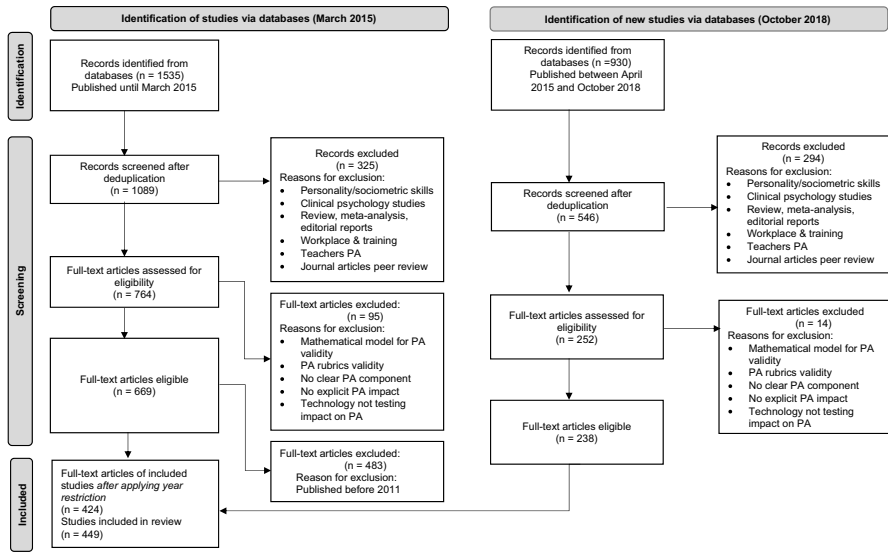 Identification of studies via databases (March 2015)
Identification of new studies via databases (October 2018)
Identification
Records identified from
databases (n = 1535)
Published until March 2015
Records identified from
databases (n =930)
Published between April
2015 and October 2018
Screening
Records screened after
deduplication
(n = 1089)
Records excluded
(n = 325)
Reasons for exclusion:
• Personality/sociometric skills
• Clinical psychology studies
• Review, meta-analysis,
editorial reports
• Workplace & training
• Teachers PA
• Journal articles peer review
Records screened after
deduplication
(n = 546)
Records excluded
(n = 294)
Reasons for exclusion:
• Personality/sociometric skills
• Clinical psychology studies
• Review, meta-analysis,
editorial reports
• Workplace & training
• Teachers PA
• Journal articles peer review
Full-text articles assessed for
eligibility
(n = 764)
Full-text articles excluded:
(n = 95)
Reasons for exclusion:
• Mathematical model for PA
validity
• PA rubrics validity
• No clear PA component
• No explicit PA impact
• Technology not testing
impact on PA
Full-text articles assessed for
eligibility
(n = 252)
Full-text articles excluded
(n = 14)
Reasons for exclusion:
• Mathematical model for PA
validity
• PA rubrics validity
• No clear PA component
• No explicit PA impact
• Technology not testing
impact on PA
Full-text articles eligible
(n = 669)
Full-text articles eligible
(n = 238)
Full-text articles excluded:
(n = 483)
Reason for exclusion:
Published before 2011
Included
Full-text articles of included
studies after applying year
restriction
(n = 424)
Studies included in review
(n = 449)